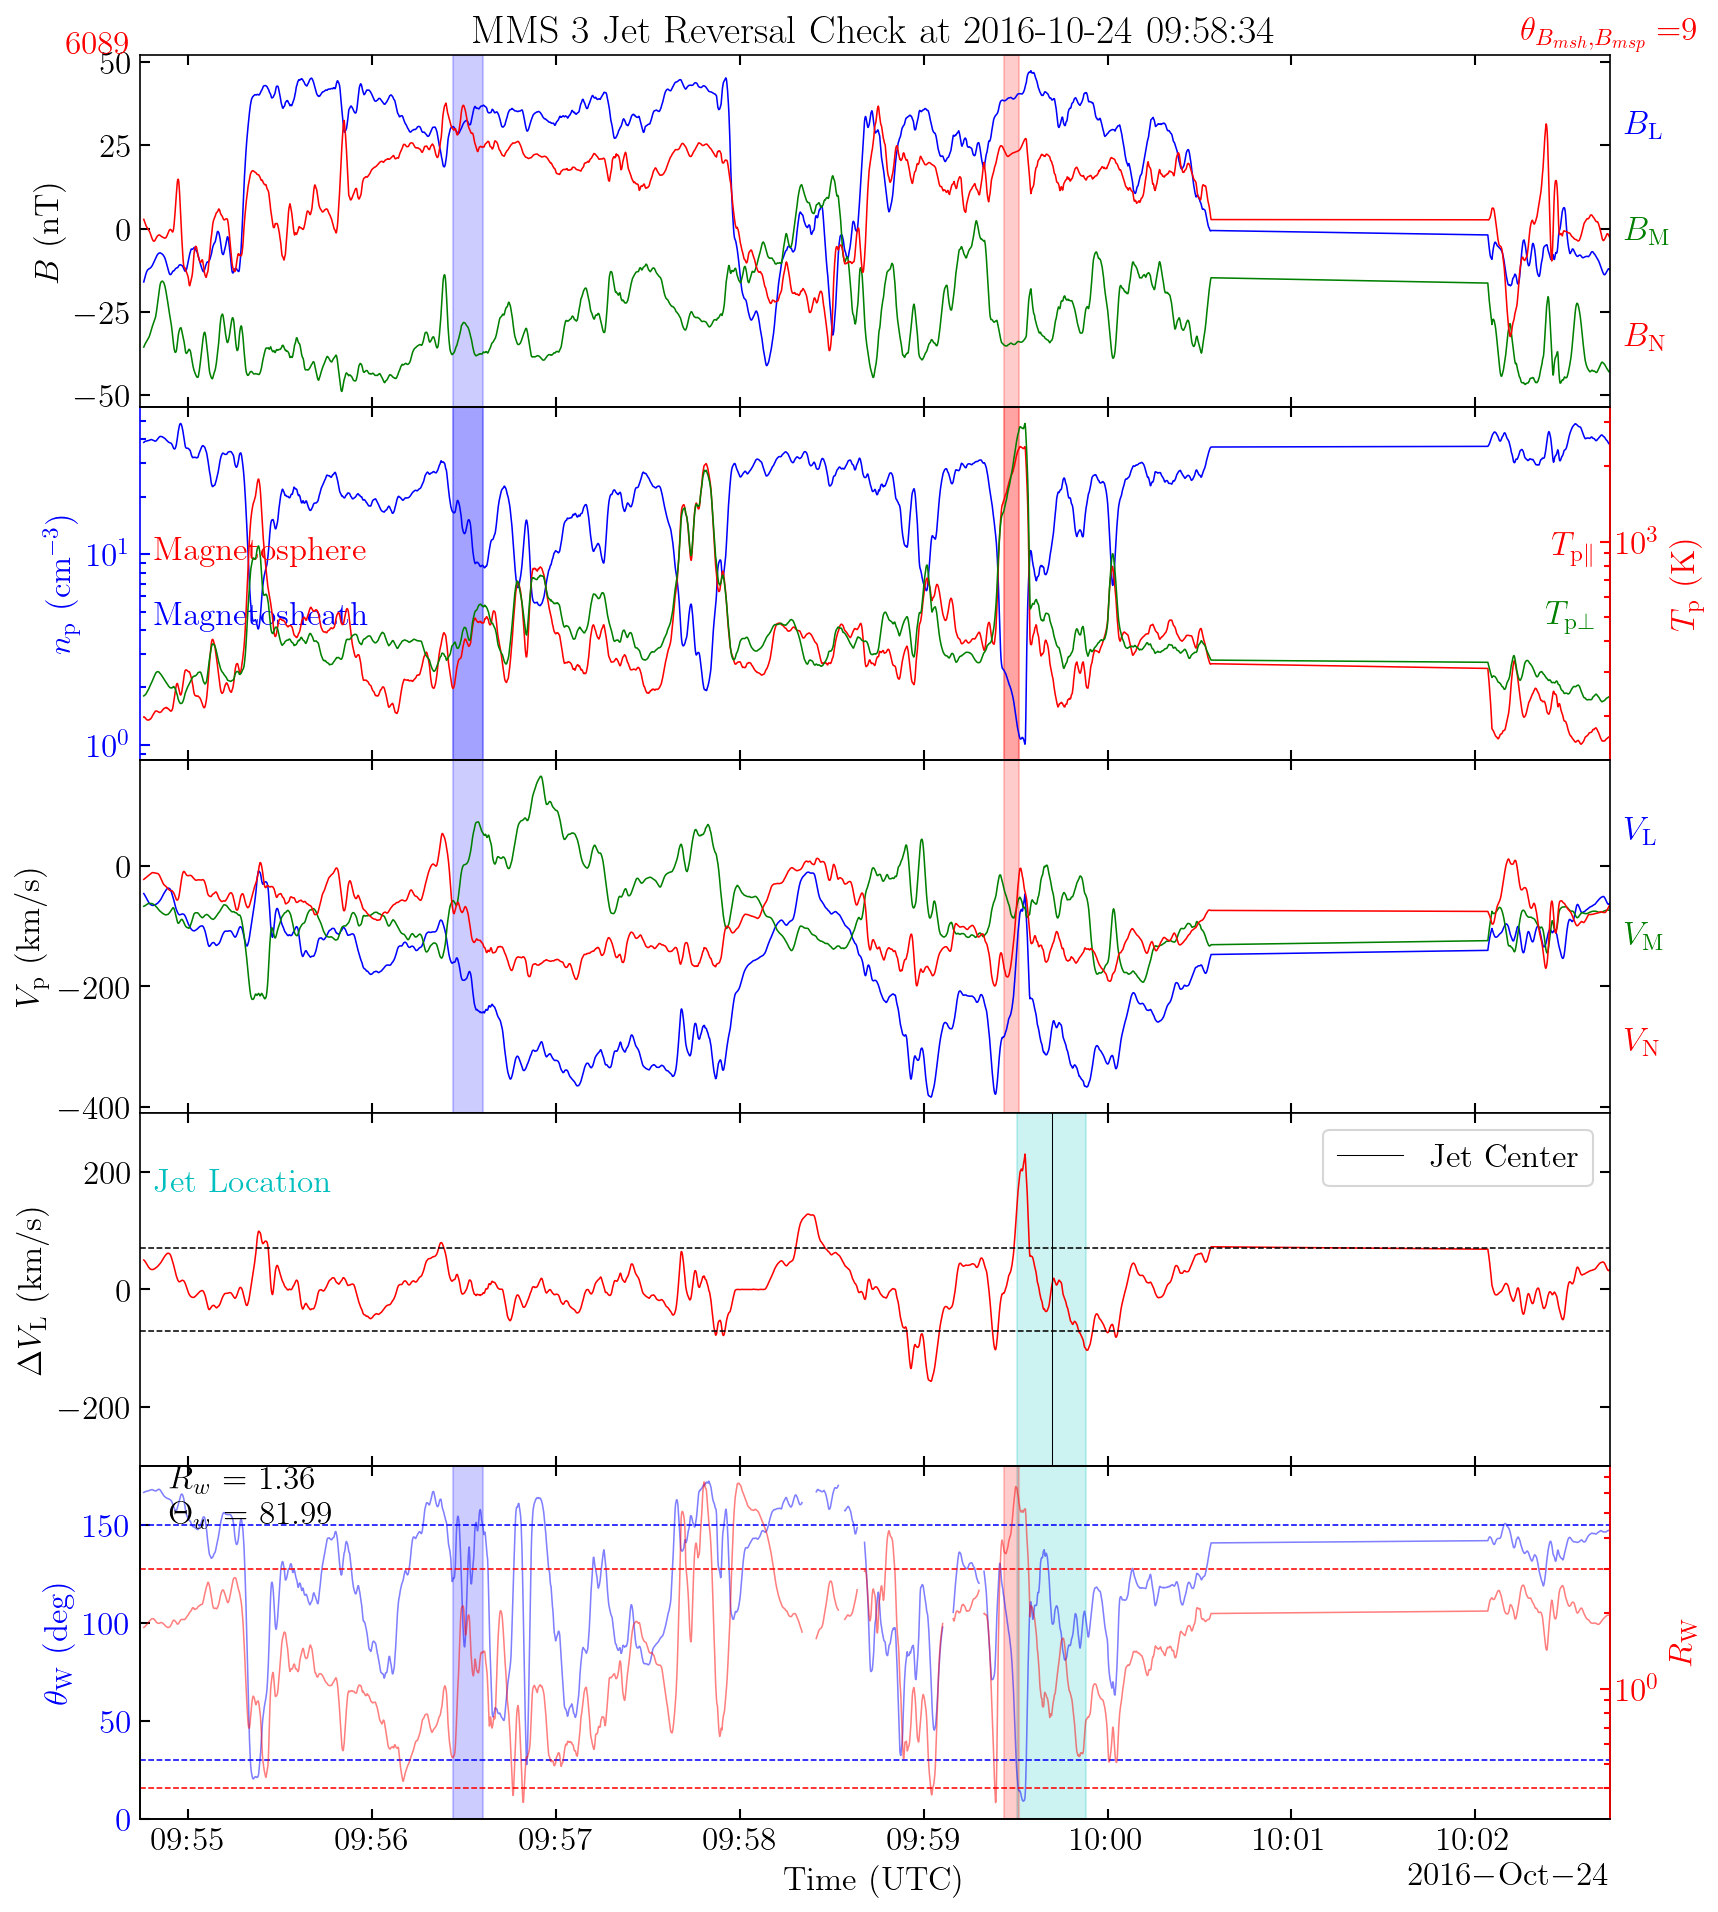 MMS 3 Jet Reversal Check at 2016-10-24 09:58:34
6089
θ_{B_{msh},B_{msp}} =9
50
25
0
−25
−50
B (nT)
B_L
B_M
B_N
10^1
10^0
n_p (cm^{−3})
Magnetosphere
Magnetosheath
T_{p∥}
T_{p⊥}
10^3
T_p (K)
0
−200
−400
V_p (km/s)
V_L
V_M
V_N
200
0
−200
ΔV_L (km/s)
Jet Location
Jet Center
R_w = 1.36
Θ_w = 81.99
150
100
50
0
θ_W (deg)
10^0
R_W
09:55 09:56 09:57 09:58 09:59 10:00 10:01 10:02
Time (UTC)
2016−Oct−24